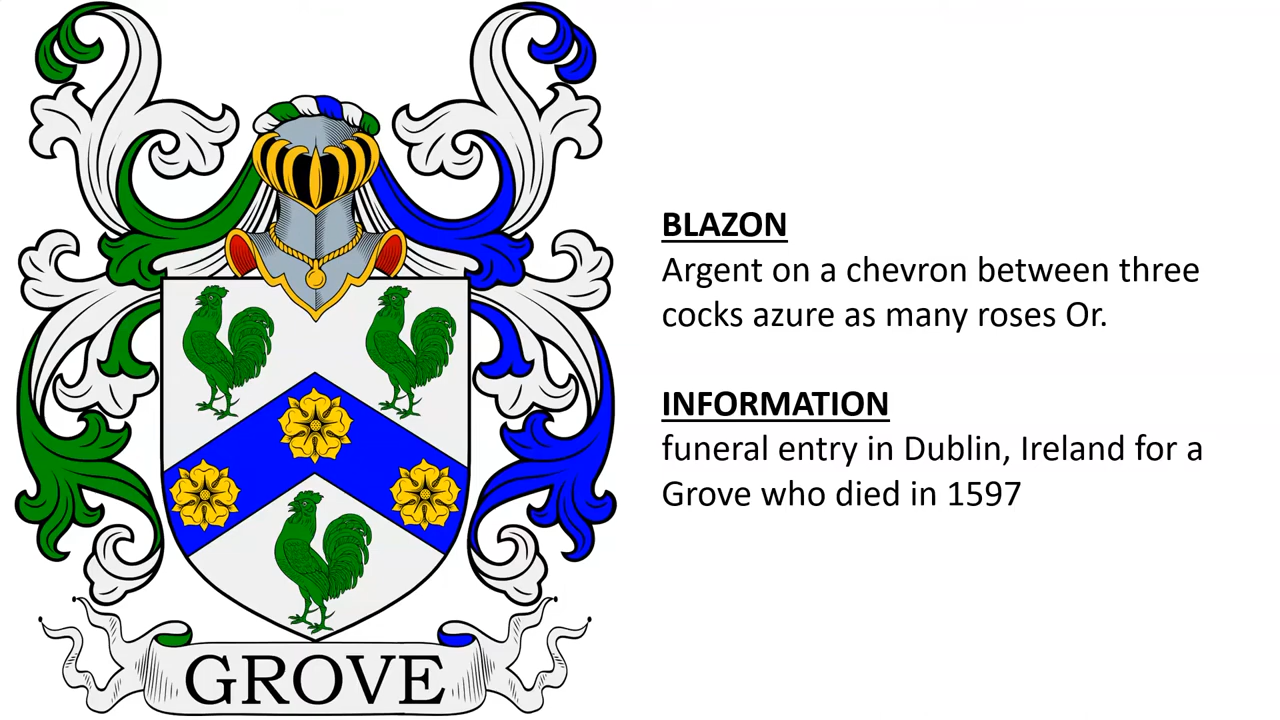 GROVE
BLAZON
Argent on a chevron between three
cocks azure as many roses Or.
INFORMATION
funeral entry in Dublin, Ireland for a
Grove who died in 1597